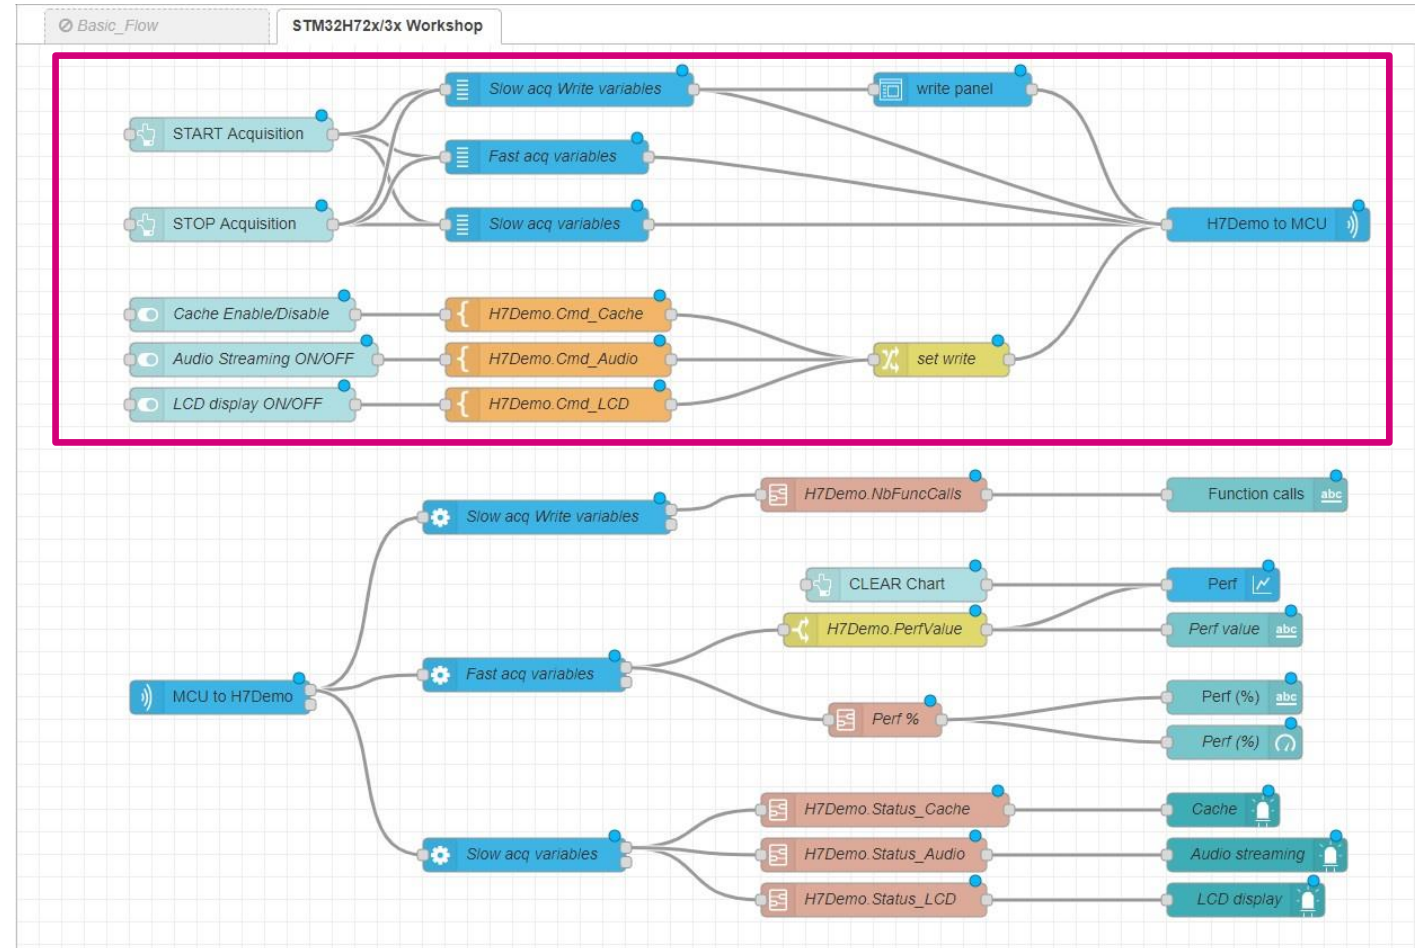 Basic_Flow
STM32H72x/3x Workshop
Slow acq Write variables
write panel
START Acquisition
Fast acq variables
STOP Acquisition
Slow acq variables
H7Demo to MCU
Cache Enable/Disable
H7Demo.Cmd_Cache
Audio Streaming ON/OFF
H7Demo.Cmd_Audio
set write
LCD display ON/OFF
H7Demo.Cmd_LCD
H7Demo.NbFuncCalls
Function calls
abc
Slow acq Write variables
CLEAR Chart
Perf
H7Demo.PerfValue
Perf value
abc
Fast acq variables
MCU to H7Demo
Perf (%)
abc
Perf %
Perf (%)
H7Demo.Status_Cache
Cache
Slow acq variables
H7Demo.Status_Audio
Audio streaming
H7Demo.Status_LCD
LCD display